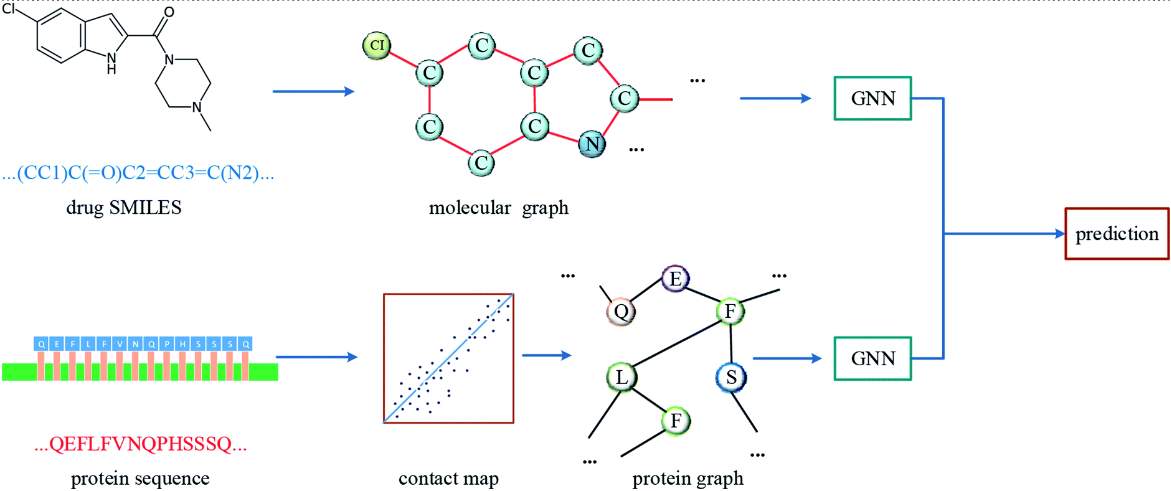 Cl
O
N
H
N
N
...(CC1)C(=O)C2=CC3=C(N2)...
drug SMILES
Cl
C
C
C
C
C
C
C
C
N
...
...
molecular graph
GNN
prediction
Q E F L F V N Q P H S S S Q
...QEFLFVNQPHSSSQ...
protein sequence
contact map
...
E
...
Q
F
L
S
F
...
...
protein graph
GNN